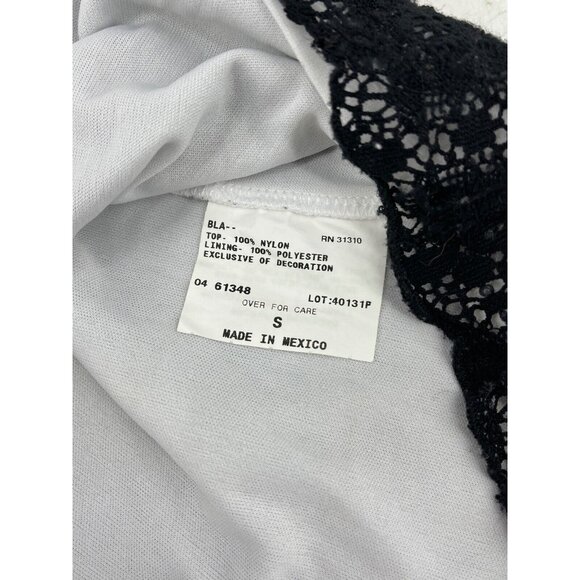 BLA-- RN 31310
TOP- 100% NYLON
LINING- 100% POLYESTER
EXCLUSIVE OF DECORATION
04 61348 LOT:40131P
OVER FOR CARE
S
MADE IN MEXICO